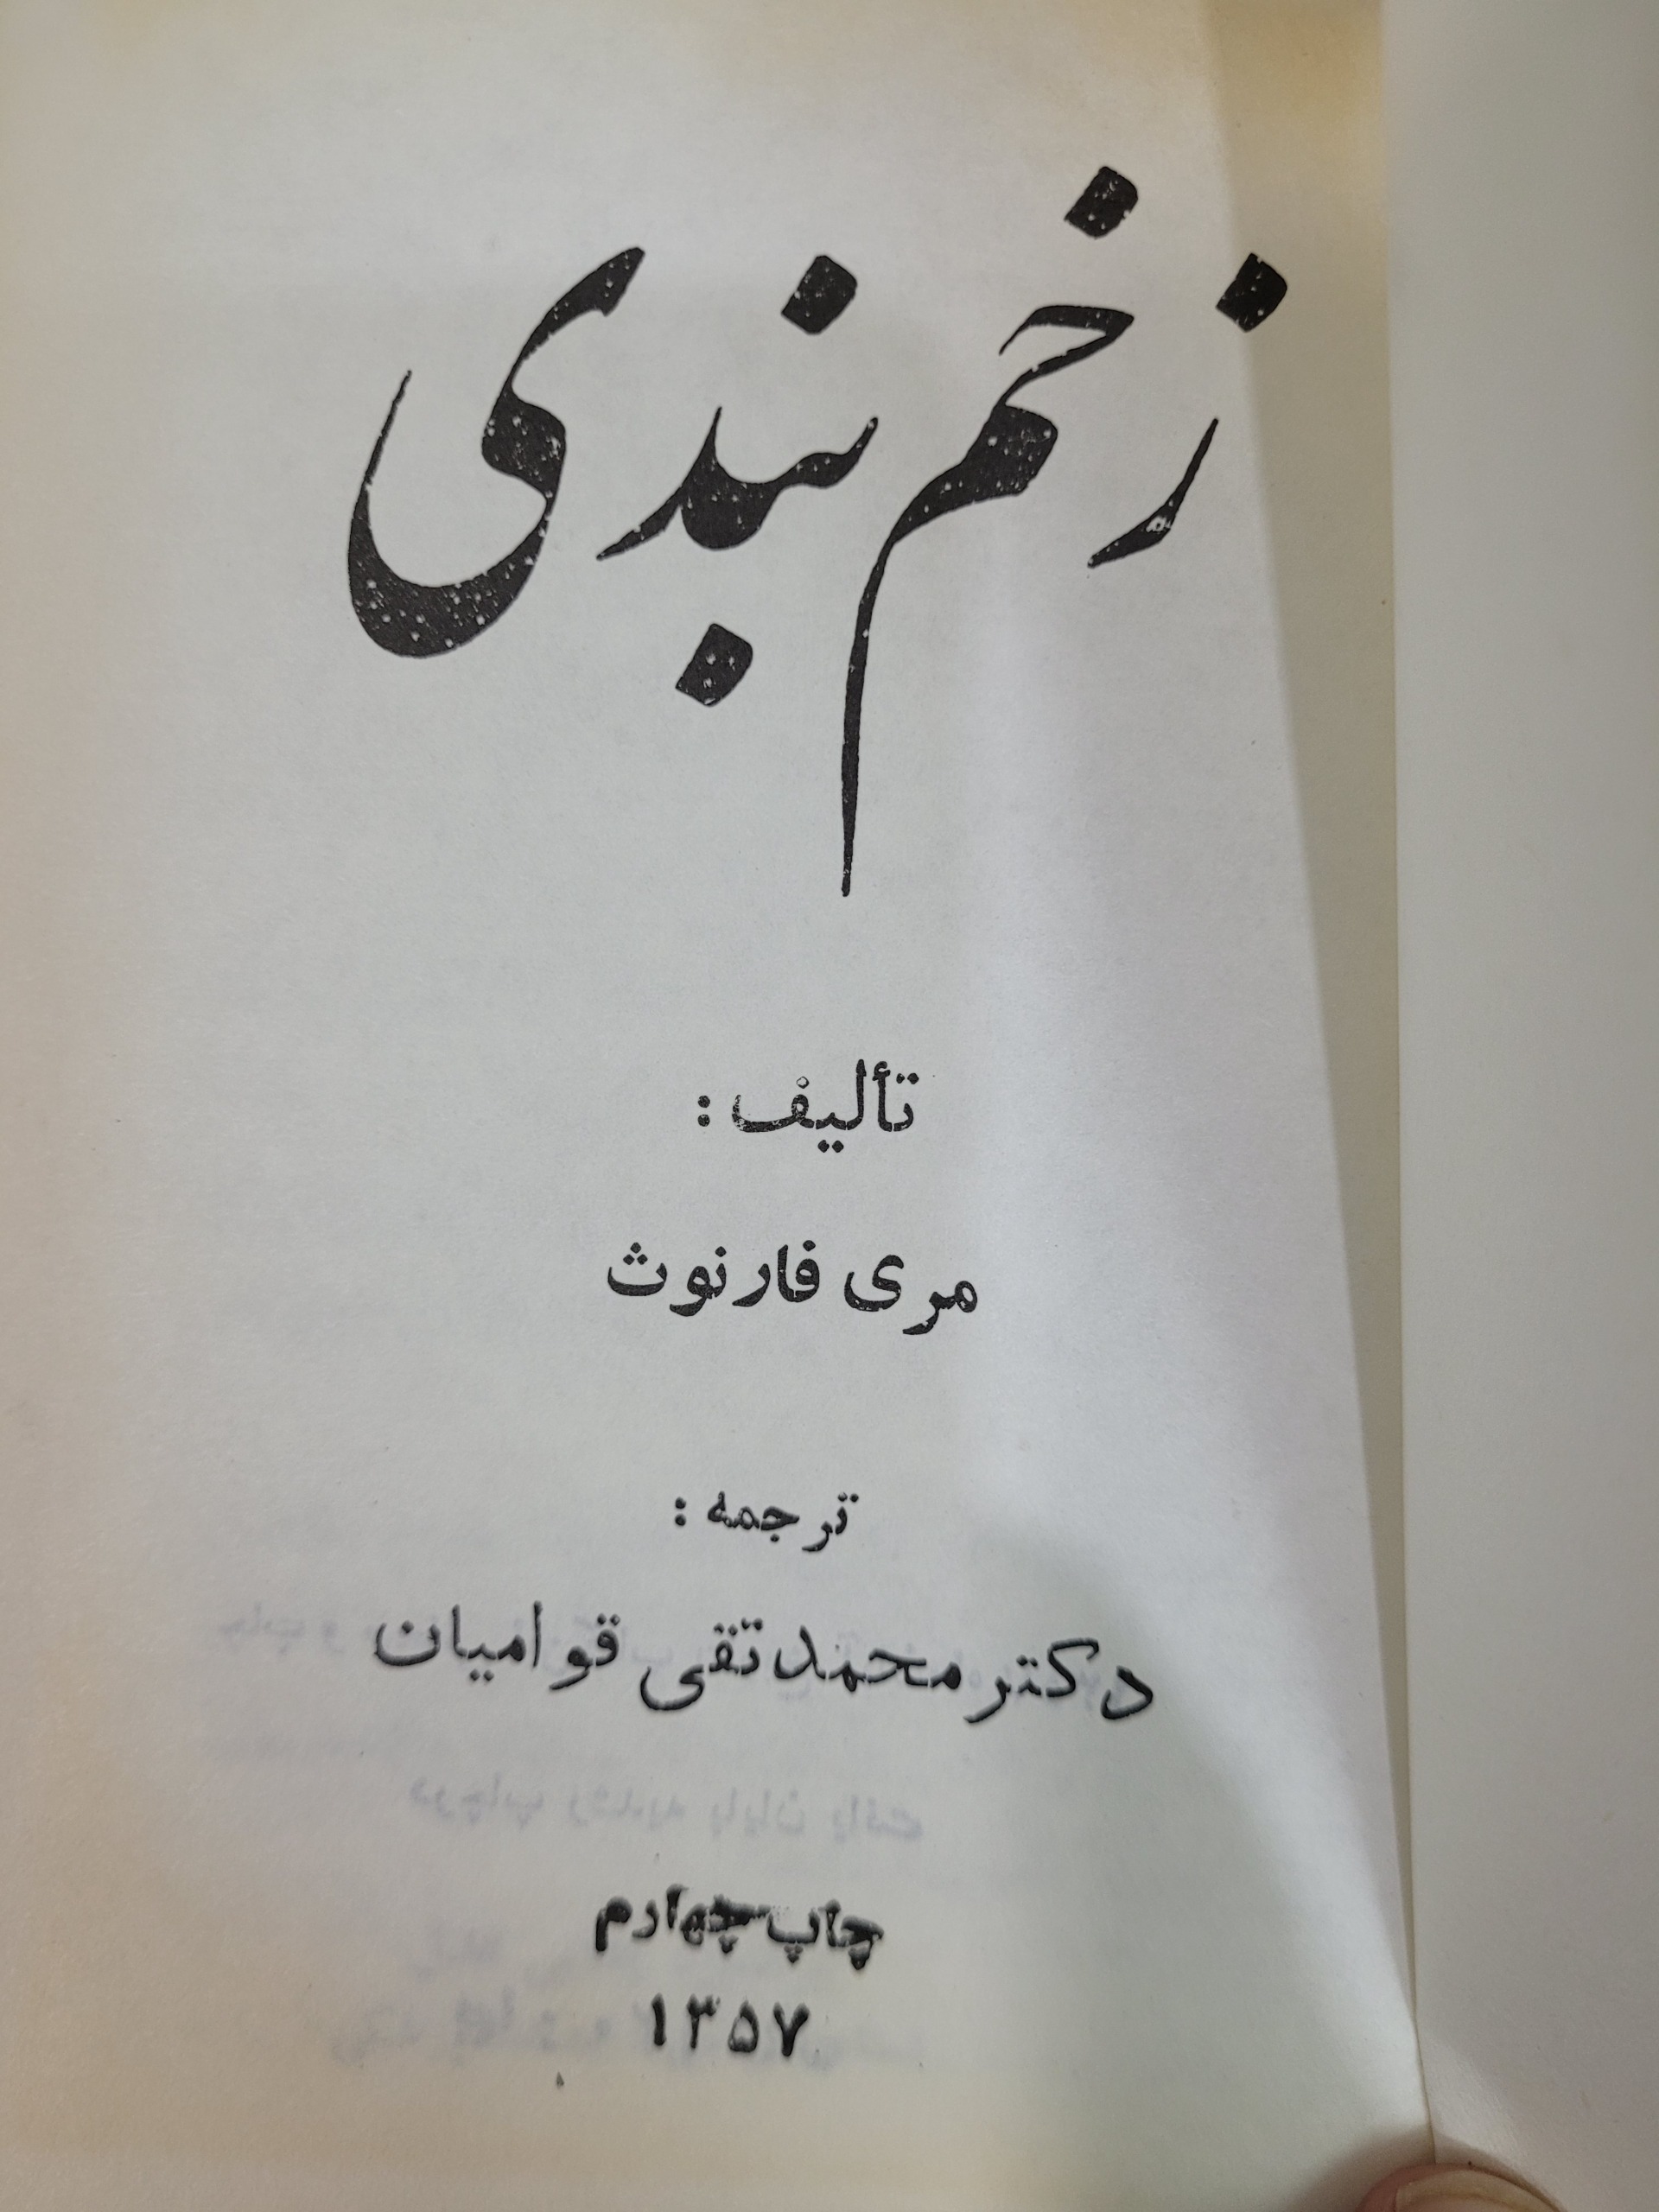 زخم بندی
تألیف :
مری فارنوث
ترجمه :
دکتر محمد تقی قوامیان
چاپ چهارم
۱۳۵۷